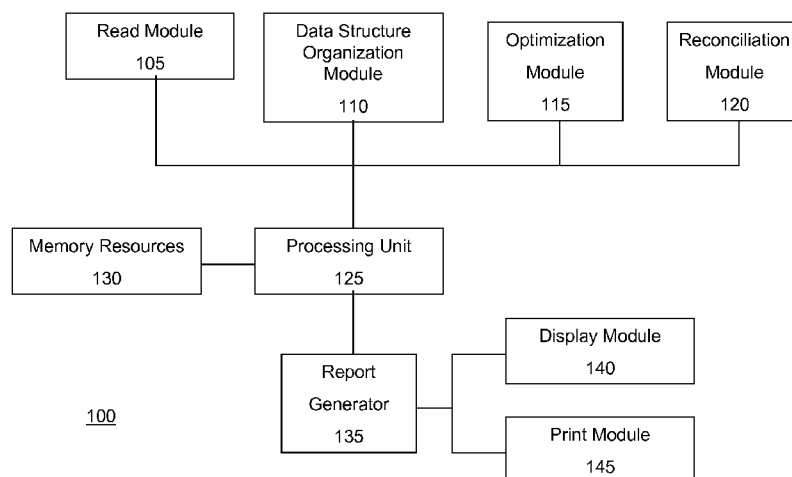 Read Module
105
Data Structure
Organization
Module
110
Optimization
Module
115
Reconciliation
Module
120
Memory Resources
130
Processing Unit
125
Report
Generator
135
Display Module
140
Print Module
145
100